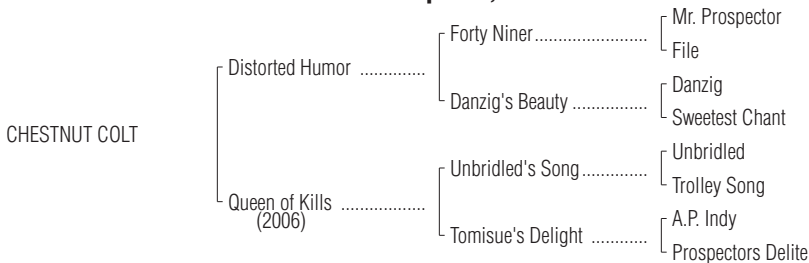 Mr. Prospector
Forty Niner.......................
File
Distorted Humor ..............
Danzig
Danzig's Beauty ................
Sweetest Chant
CHESTNUT COLT
Unbridled
Unbridled's Song.............
Trolley Song
Queen of Kills ..................
(2006)
A.P. Indy
Tomisue's Delight ............
Prospectors Delite